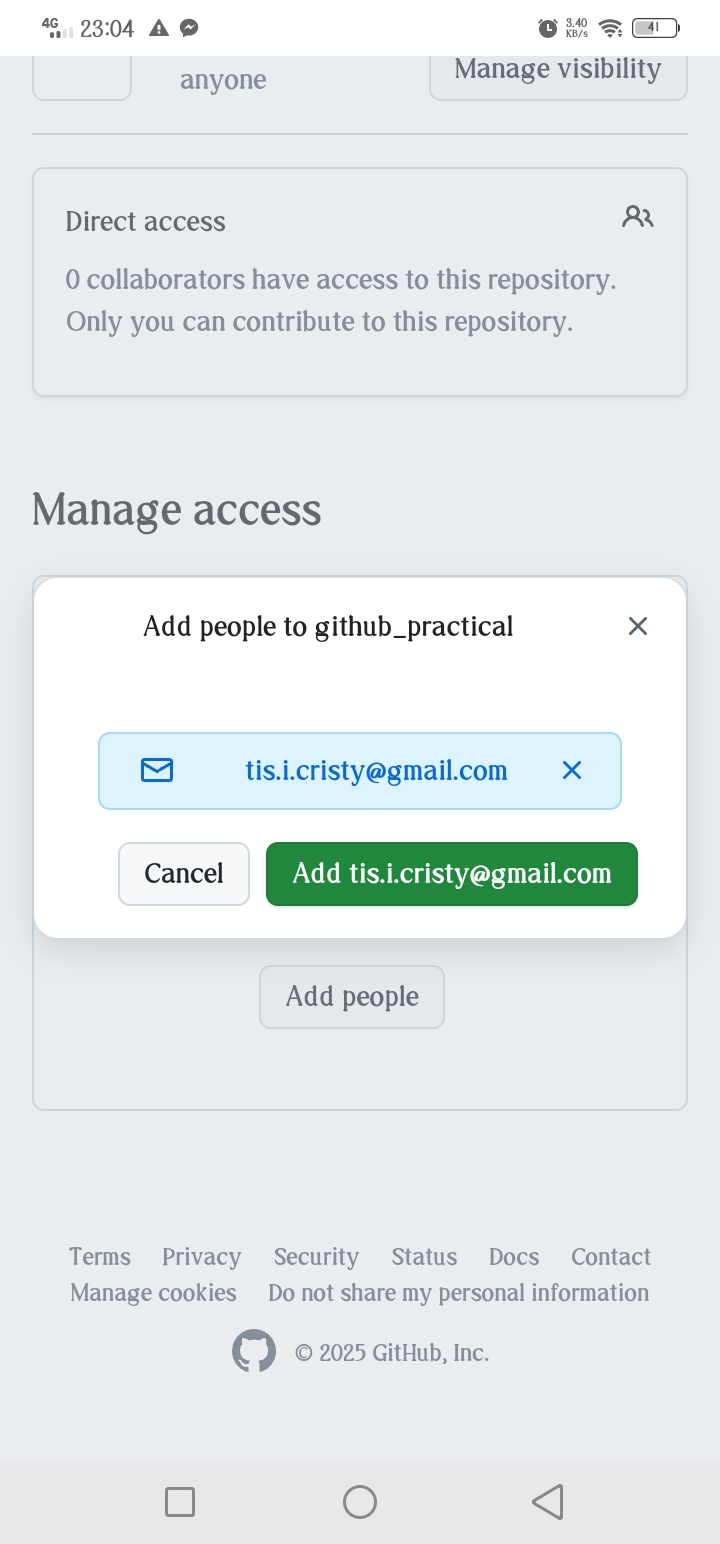 4G 23:04 3.40 KB/s 41
anyone Manage visibility
Direct access
0 collaborators have access to this repository.
Only you can contribute to this repository.
Manage access
Add people to github_practical
tis.i.cristy@gmail.com
Cancel Add tis.i.cristy@gmail.com
Add people
Terms Privacy Security Status Docs Contact
Manage cookies Do not share my personal information
© 2025 GitHub, Inc.